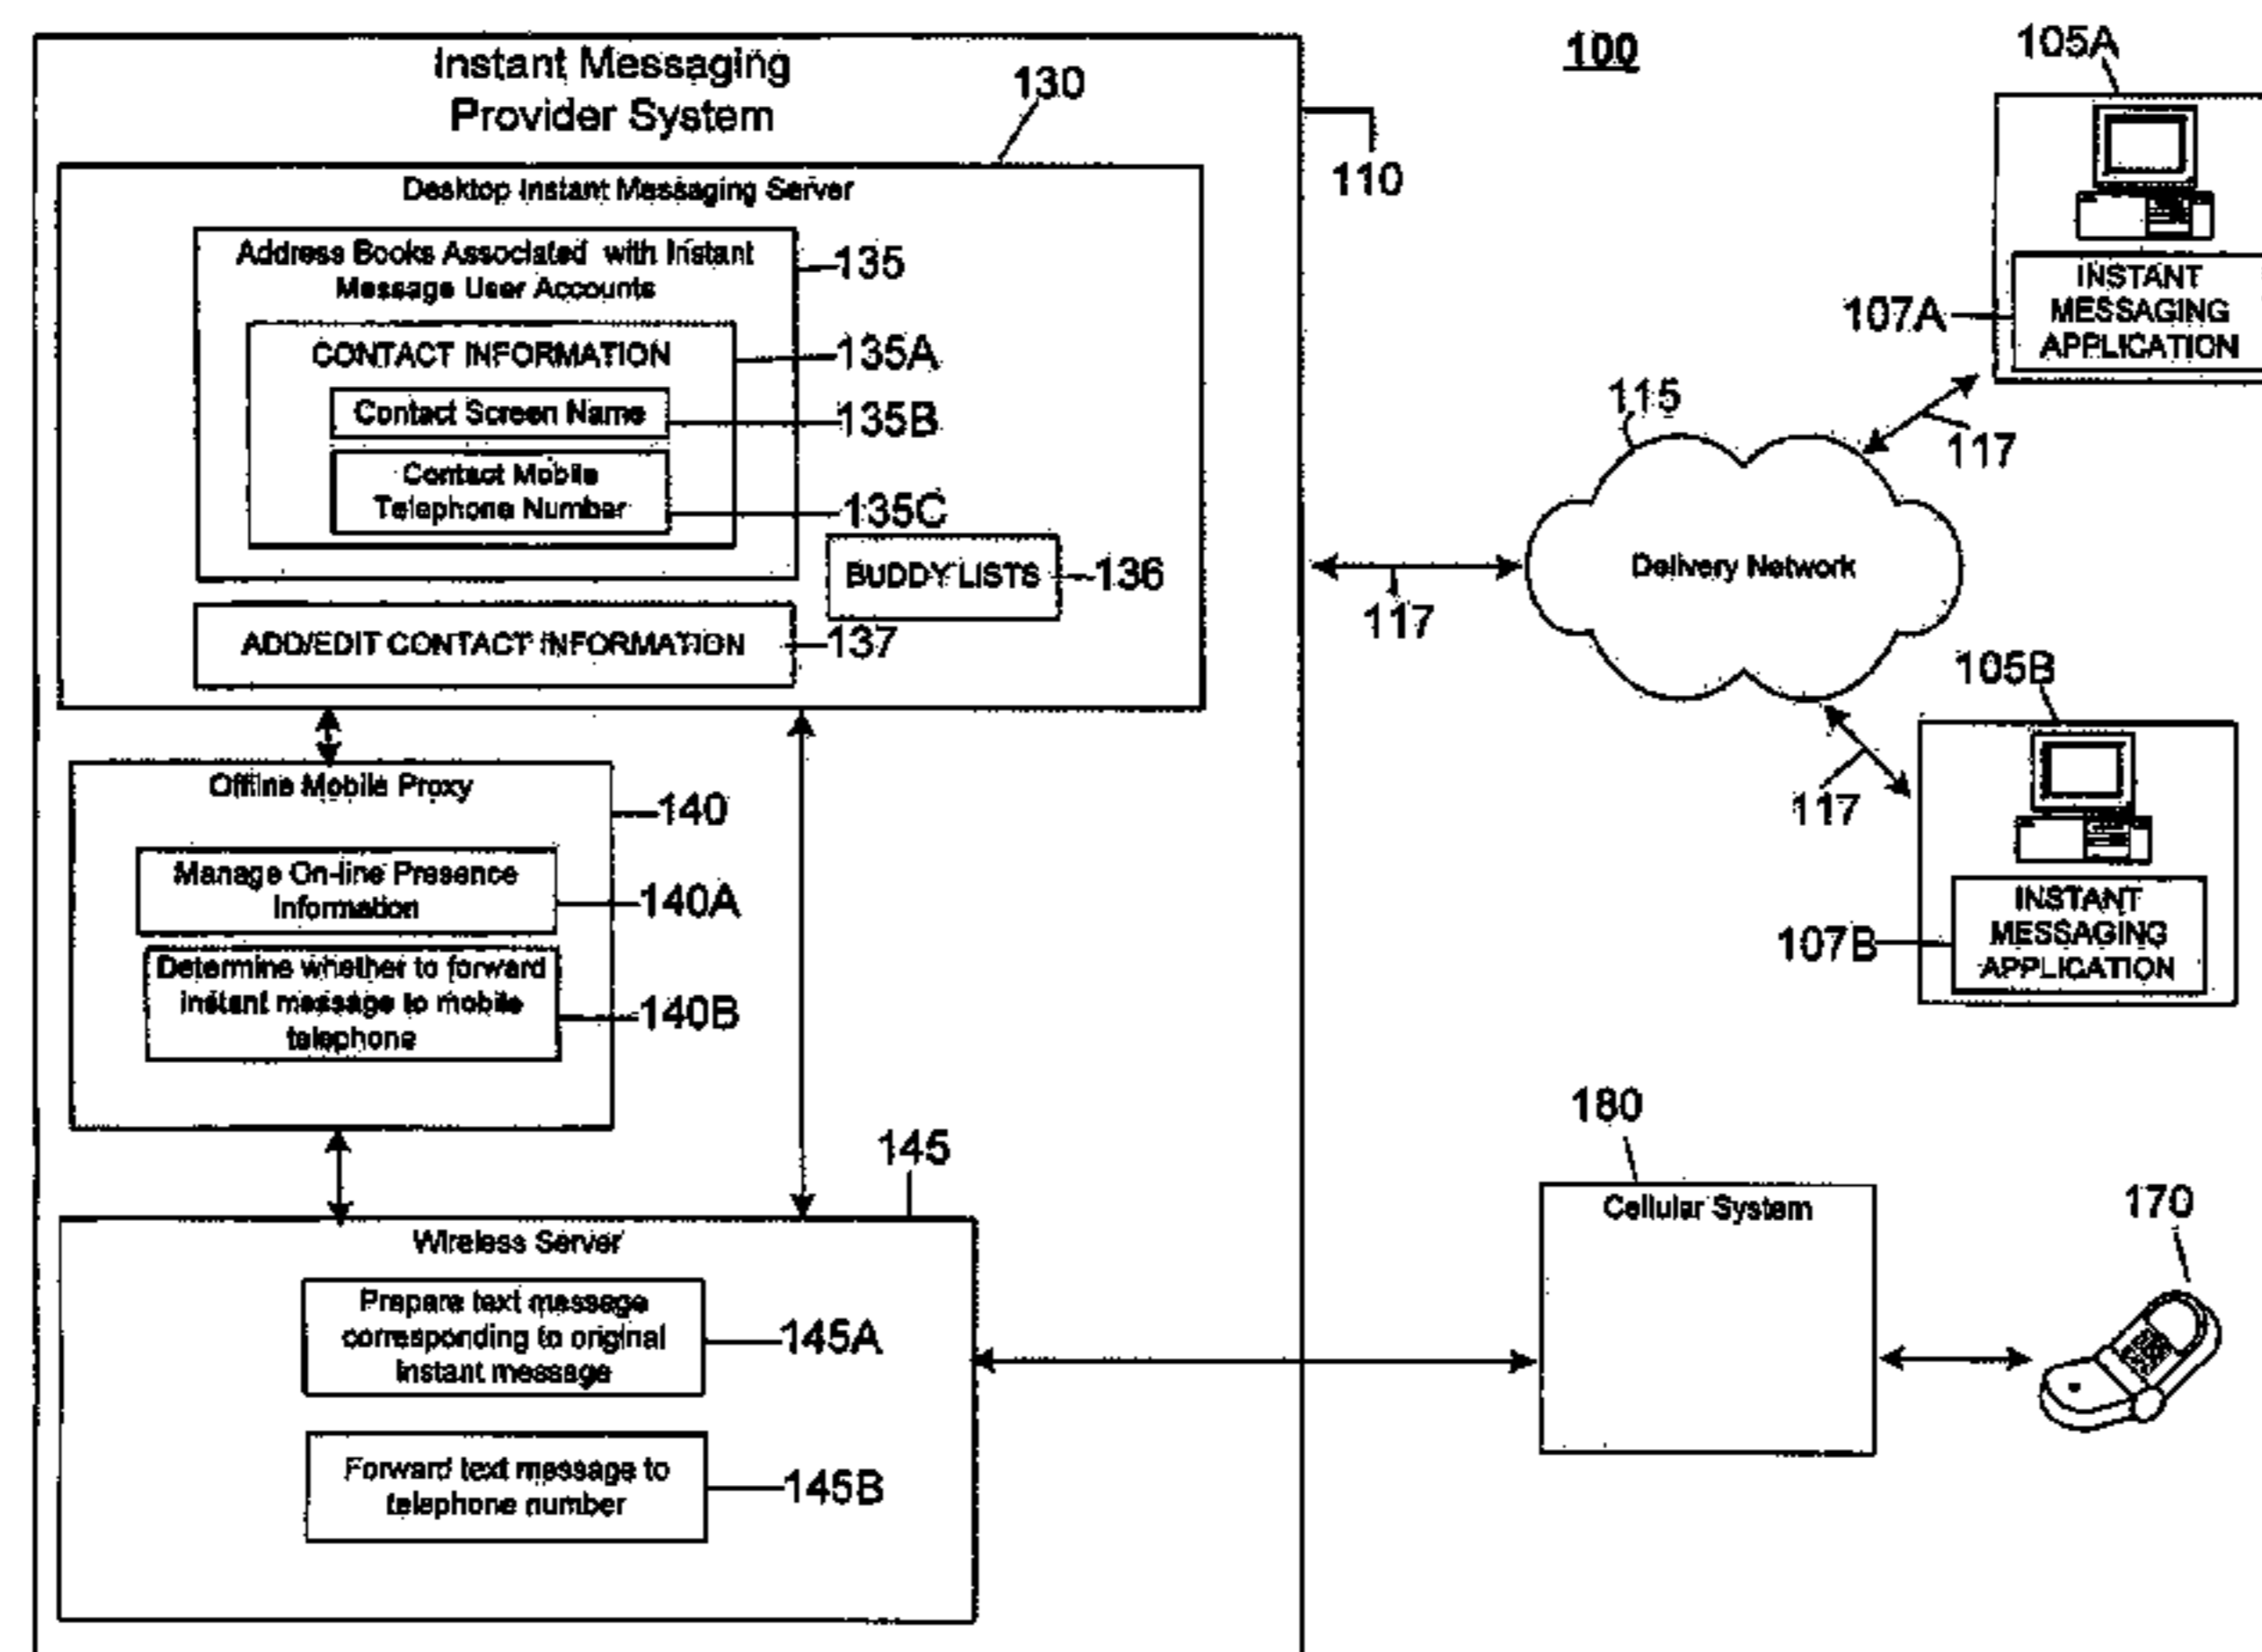 Instant Messaging
Provider System
130
110
Desktop Instant Messaging Server
Address Books Associated with Instant
Message User Accounts
135
CONTACT INFORMATION
135A
Contact Screen Name
135B
Contact Mobile
Telephone Number
135C
BUDDY LISTS
136
ADD/EDIT CONTACT INFORMATION
137
Offline Mobile Proxy
140
Manage On-line Presence
Information
140A
Determine whether to forward
instant message to mobile
telephone
140B
145
Wireless Server
Prepare text message
corresponding to original
Instant message
145A
Forward text message to
telephone number
145B
100
105A
INSTANT
MESSAGING
APPLICATION
107A
117
115
Delivery Network
117
105B
117
INSTANT
MESSAGING
APPLICATION
107B
180
Cellular System
170